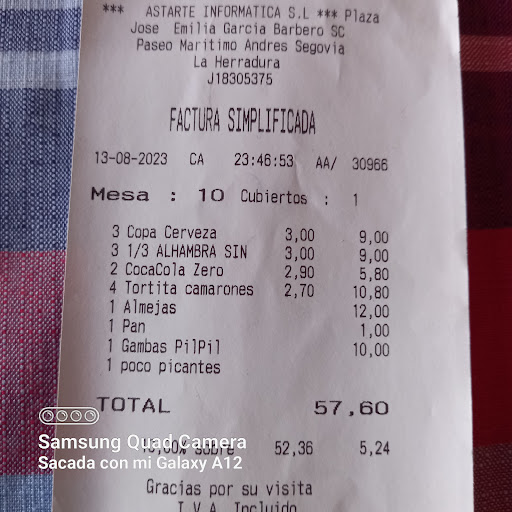 *** ASTARTE INFORMATICA S.L *** Plaza
Jose Emilia Garcia Barbero SC
Paseo Maritimo Andres Segovia
La Herradura
J18305375
FACTURA SIMPLIFICADA
13-08-2023 CA 23:46:53 AA/ 30966
Mesa : 10 Cubiertos : 1
3 Copa Cerveza 3,00 9,00
3 1/3 ALHAMBRA SIN 3,00 9,00
2 CocaCola Zero 2,90 5,80
4 Tortita camarones 2,70 10,80
1 Almejas 12,00
1 Pan 1,00
1 Gambas PilPil 10,00
1 poco picantes
TOTAL 57,60
10,00% sobre 52,36 5,24
Samsung Quad Camera
Sacada con mi Galaxy A12
Gracias por su visita
I.V.A. Incluido